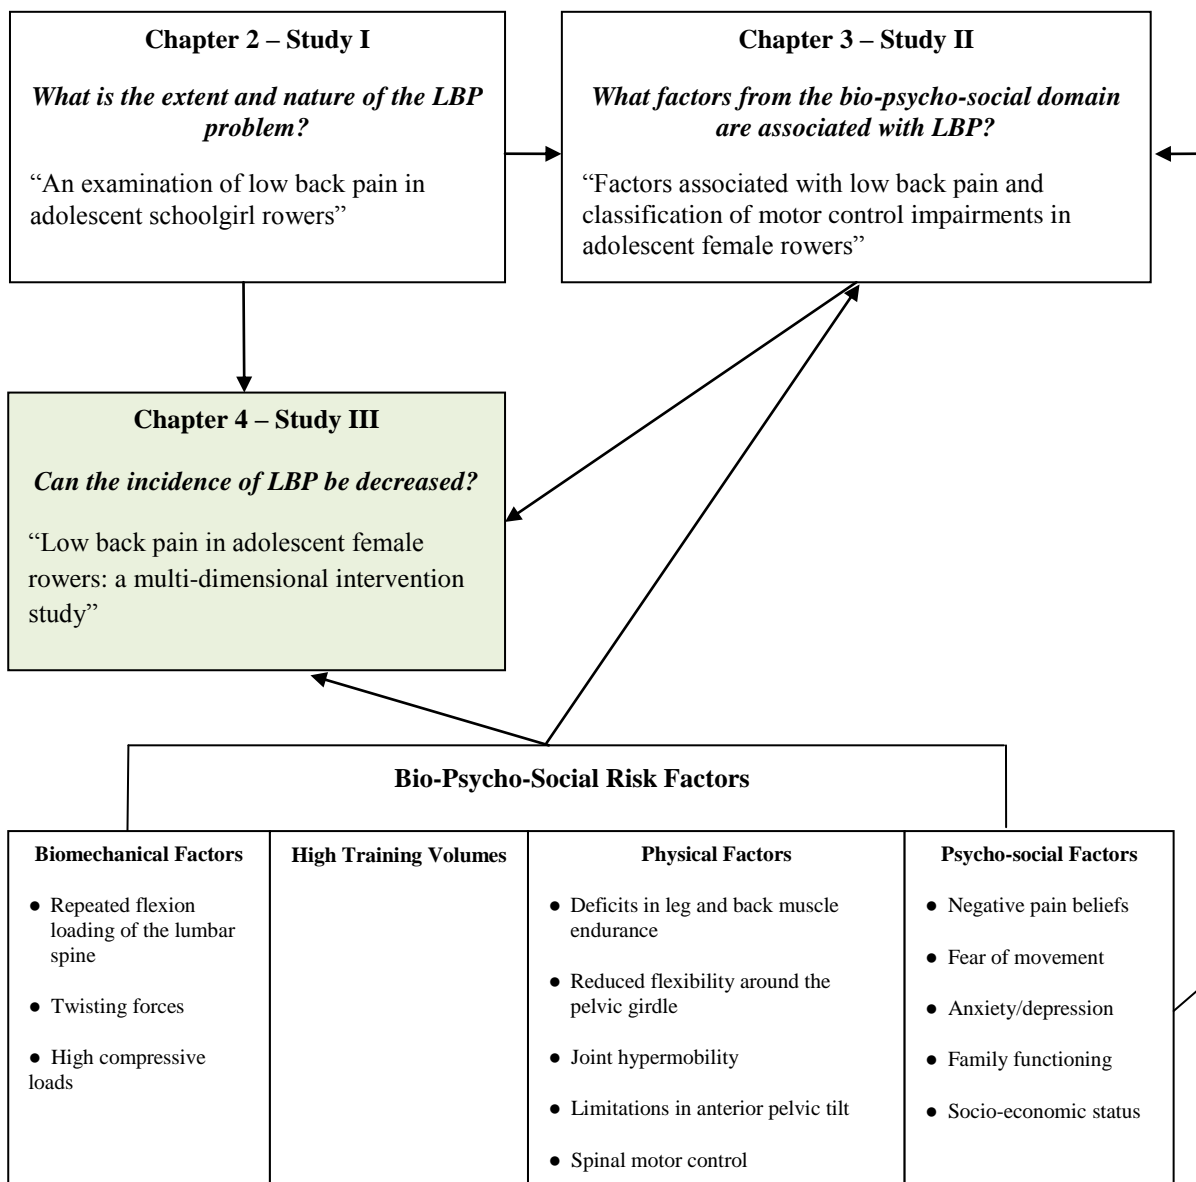 Chapter 2 – Study I
What is the extent and nature of the LBP
problem?
“An examination of low back pain in
adolescent schoolgirl rowers”
Chapter 3 – Study II
What factors from the bio-psycho-social domain
are associated with LBP?
“Factors associated with low back pain and
classification of motor control impairments in
adolescent female rowers”
Chapter 4 – Study III
Can the incidence of LBP be decreased?
“Low back pain in adolescent female
rowers: a multi-dimensional intervention
study”
Bio-Psycho-Social Risk Factors
Biomechanical Factors
● Repeated flexion
loading of the lumbar
spine
● Twisting forces
● High compressive
loads
High Training Volumes
Physical Factors
● Deficits in leg and back muscle
endurance
● Reduced flexibility around the
pelvic girdle
● Joint hypermobility
● Limitations in anterior pelvic tilt
● Spinal motor control
Psycho-social Factors
● Negative pain beliefs
● Fear of movement
● Anxiety/depression
● Family functioning
● Socio-economic status